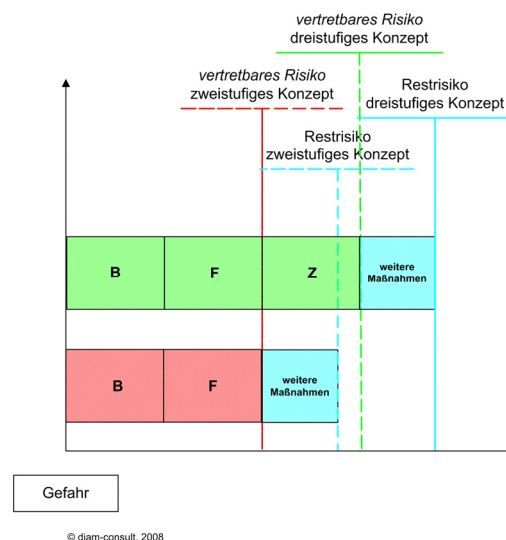 vertretbares Risiko
dreistufiges Konzept
vertretbares Risiko
zweistufiges Konzept
Restrisiko
dreistufiges Konzept
Restrisiko
zweistufiges Konzept
B
F
Z
weitere
Maßnahmen
B
F
weitere
Maßnahmen
Gefahr
© diam-consult, 2008